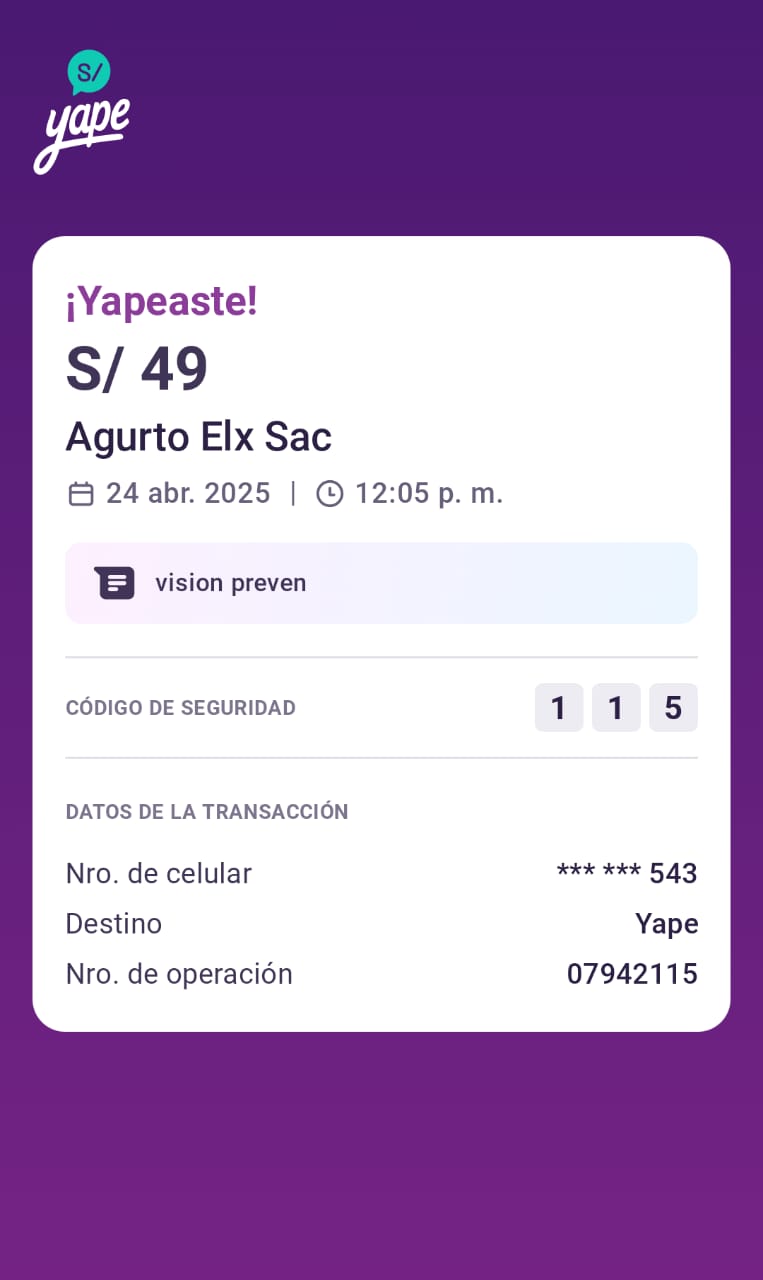 S/
yape
¡Yapeaste!
S/ 49
Agurto Elx Sac
24 abr. 2025 | 12:05 p. m.
vision preven
CÓDIGO DE SEGURIDAD 1 1 5
DATOS DE LA TRANSACCIÓN
Nro. de celular *** *** 543
Destino Yape
Nro. de operación 07942115